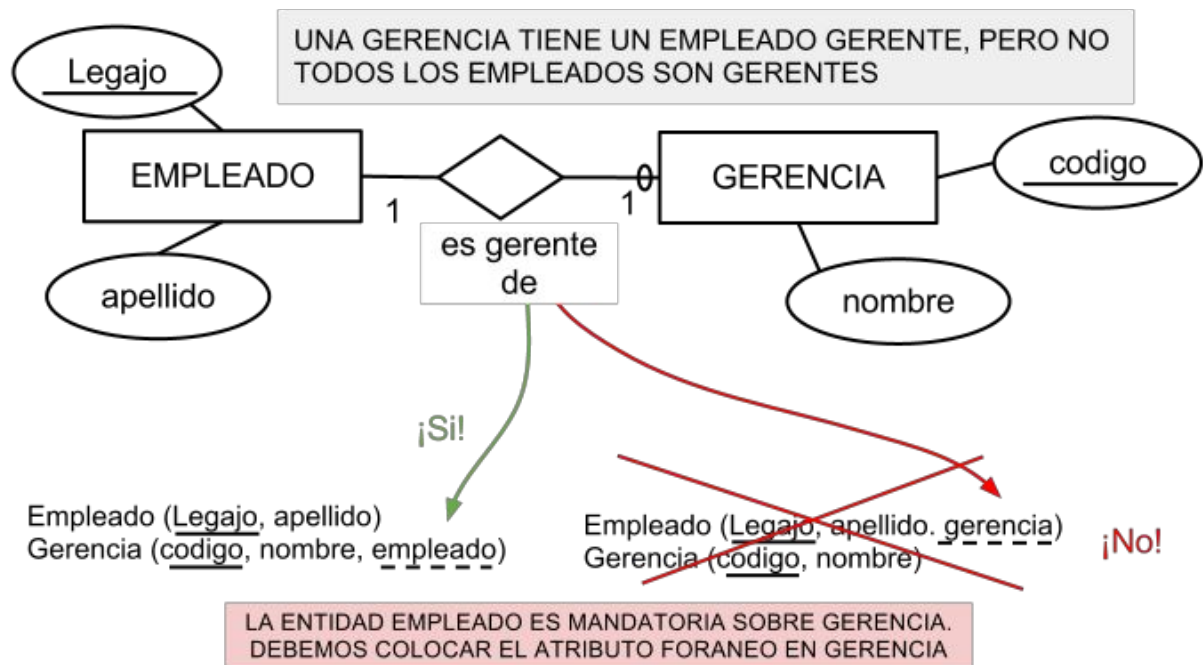 UNA GERENCIA TIENE UN EMPLEADO GERENTE, PERO NO
TODOS LOS EMPLEADOS SON GERENTES
Legajo
EMPLEADO
apellido
1
es gerente
de
1
GERENCIA
codigo
nombre
¡Si!
Empleado (Legajo, apellido)
Gerencia (codigo, nombre, empleado)
Empleado (Legajo, apellido. gerencia)
Gerencia (codigo, nombre)
¡No!
LA ENTIDAD EMPLEADO ES MANDATORIA SOBRE GERENCIA.
DEBEMOS COLOCAR EL ATRIBUTO FORANEO EN GERENCIA